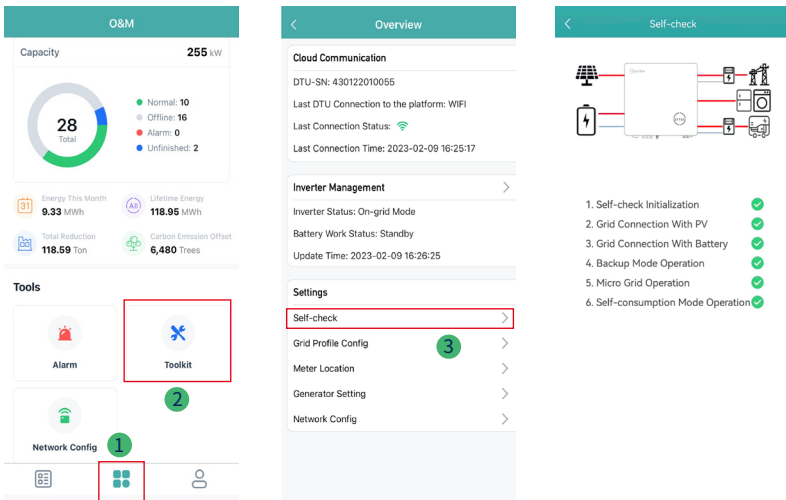 O&M
Capacity 255 kW
28
Total
Normal: 10
Offline: 16
Alarm: 0
Unfinished: 2
31
Energy This Month
9.33 MWh
All
Lifetime Energy
118.95 MWh
Total Reduction
118.59 Ton
Carbon Emission Offset
6,480 Trees
Tools
Alarm
Toolkit
2
Network Config
1
Overview
Cloud Communication
DTU-SN: 430122010055
Last DTU Connection to the platform: WIFI
Last Connection Status:
Last Connection Time: 2023-02-09 16:25:17
Inverter Management
Inverter Status: On-grid Mode
Battery Work Status: Standby
Update Time: 2023-02-09 16:26:25
Settings
Self-check
Grid Profile Config
3
Meter Location
Generator Setting
Network Config
Self-check
1. Self-check Initialization
2. Grid Connection With PV
3. Grid Connection With Battery
4. Backup Mode Operation
5. Micro Grid Operation
6. Self-consumption Mode Operation